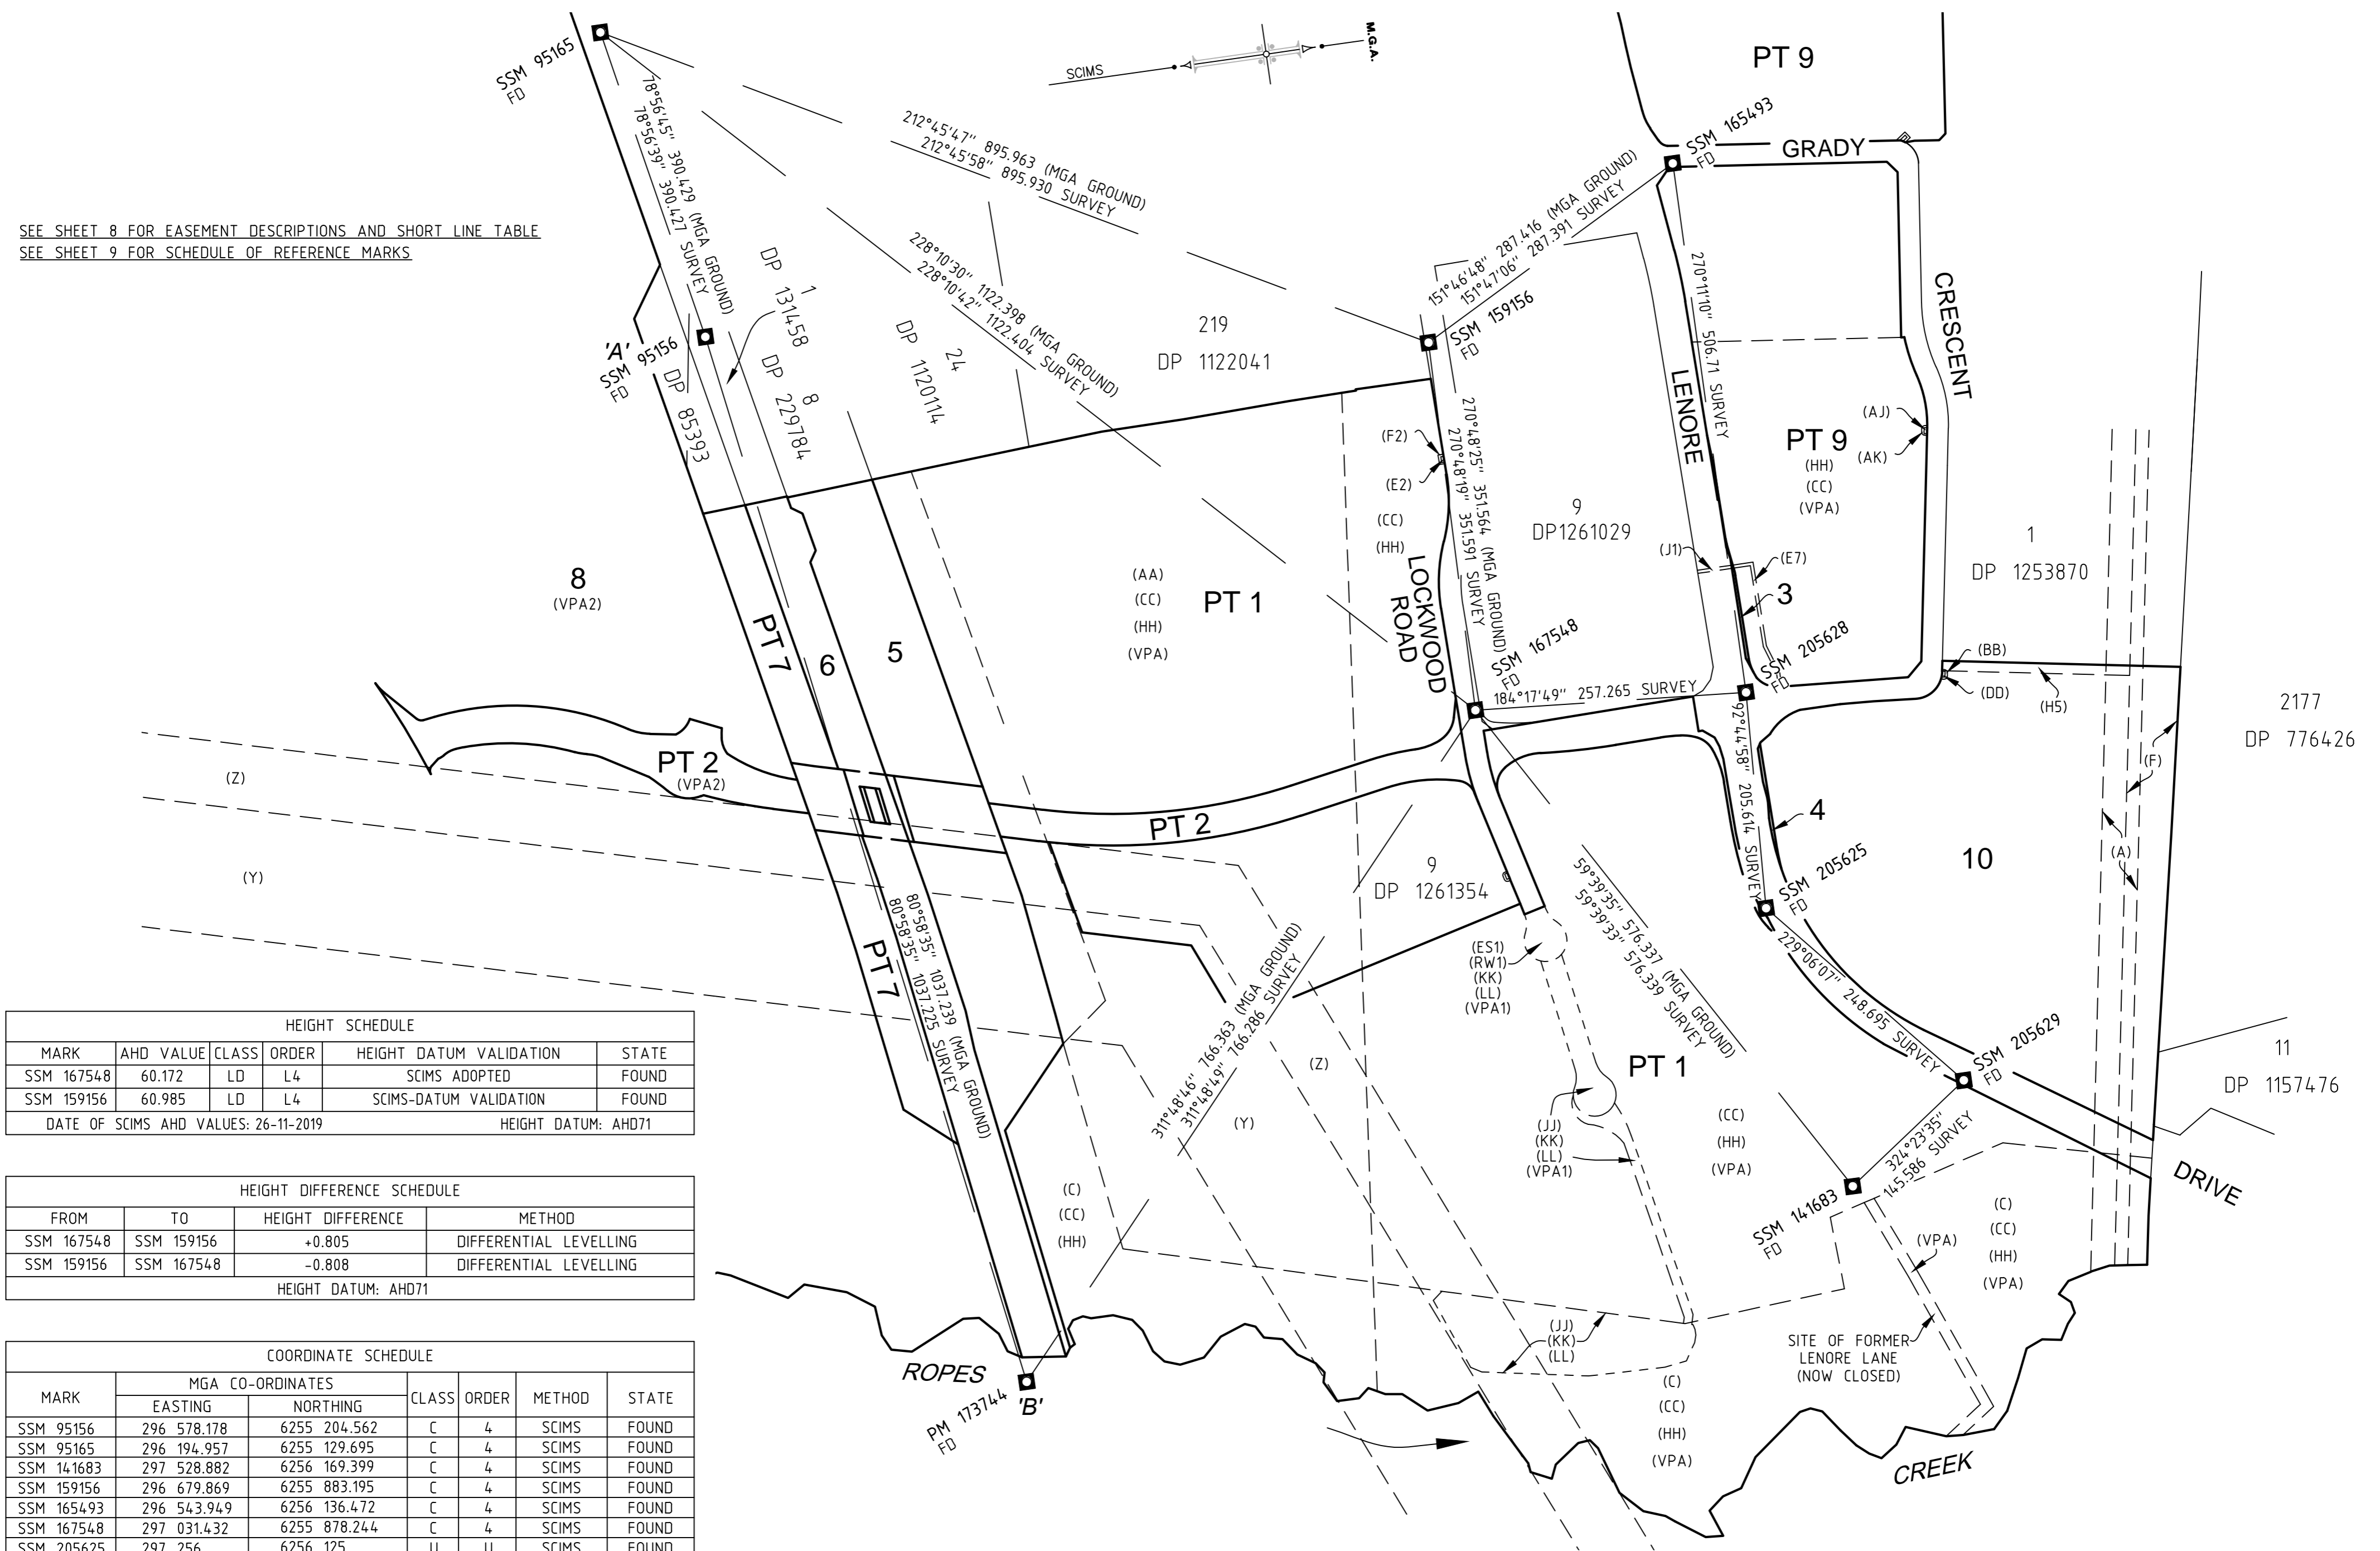 SSM 95165
FD
78°56'45" 390.429 (MGA GROUND)
78°56'39" 390.427 SURVEY
212°45'47" 895.963 (MGA GROUND)
212°45'58" 895.930 SURVEY
228°10'30" 1122.398 (MGA GROUND)
228°10'42" 1122.404 SURVEY
SCIMS
M.G.A.
PT 9
SSM 165493
FD
GRADY
CRESCENT
151°46'48" 287.416 (MGA GROUND)
151°47'06" 287.391 SURVEY
SEE SHEET 8 FOR EASEMENT DESCRIPTIONS AND SHORT LINE TABLE
SEE SHEET 9 FOR SCHEDULE OF REFERENCE MARKS
'A'
SSM 95156
FD
DP 85393
1
DP 131458
8
DP 229784
24
DP 1120114
219
DP 1122041
SSM 159156
FD
270°11'10" 506.71 SURVEY
LENORE
PT 9
(HH)
(CC)
(VPA)
(AJ)
(AK)
(F2)
(E2)
(CC)
(HH)
270°48'25" 351.564 (MGA GROUND)
270°48'19" 351.591 SURVEY
9
DP1261029
(J1)
(E7)
3
1
DP 1253870
8
(VPA2)
PT 7
6
5
(AA)
(CC)
(HH)
(VPA)
PT 1
LOCKWOOD
ROAD
SSM 167548
FD
184°17'49" 257.265 SURVEY
SSM 205628
FD
(BB)
(DD)
(H5)
2177
DP 776426
(F)
(A)
PT 2
(VPA2)
(Z)
(Y)
PT 2
92°44'58" 205.614 SURVEY
4
10
9
DP 1261354
SSM 205625
FD
PT 7
80°58'35" 1037.239 (MGA GROUND)
80°58'35" 1037.225 SURVEY
311°48'46" 766.363 (MGA GROUND)
311°48'49" 766.286 SURVEY
59°39'35" 576.337 (MGA GROUND)
59°39'33" 576.339 SURVEY
(ES1)
(RW1)
(KK)
(LL)
(VPA1)
229°06'07" 248.695 SURVEY
SSM 205629
FD
11
DP 1157476
PT 1
(CC)
(HH)
(VPA)
(Z)
(Y)
(JJ)
(KK)
(LL)
(VPA1)
324°23'35"
145.586 SURVEY
SSM 141683
FD
DRIVE
(C)
(CC)
(HH)
(VPA)
(VPA)
(C)
(CC)
(HH)
SITE OF FORMER
LENORE LANE
(NOW CLOSED)
(JJ)
(KK)
(LL)
(C)
(CC)
(HH)
(VPA)
ROPES
CREEK
PM 173744
FD
'B'
HEIGHT SCHEDULE
MARK AHD VALUE CLASS ORDER HEIGHT DATUM VALIDATION STATE
SSM 167548 60.172 LD L4 SCIMS ADOPTED FOUND
SSM 159156 60.985 LD L4 SCIMS-DATUM VALIDATION FOUND
DATE OF SCIMS AHD VALUES: 26-11-2019 HEIGHT DATUM: AHD71
HEIGHT DIFFERENCE SCHEDULE
FROM TO HEIGHT DIFFERENCE METHOD
SSM 167548 SSM 159156 +0.805 DIFFERENTIAL LEVELLING
SSM 159156 SSM 167548 -0.808 DIFFERENTIAL LEVELLING
HEIGHT DATUM: AHD71
COORDINATE SCHEDULE
MARK MGA CO-ORDINATES CLASS ORDER METHOD STATE
EASTING NORTHING
SSM 95156 296 578.178 6255 204.562 C 4 SCIMS FOUND
SSM 95165 296 194.957 6255 129.695 C 4 SCIMS FOUND
SSM 141683 297 528.882 6256 169.399 C 4 SCIMS FOUND
SSM 159156 296 679.869 6255 883.195 C 4 SCIMS FOUND
SSM 165493 296 543.949 6256 136.472 C 4 SCIMS FOUND
SSM 167548 297 031.432 6255 878.244 C 4 SCIMS FOUND
SSM 205625 297 256 6256 125 U U SCIMS FOUND